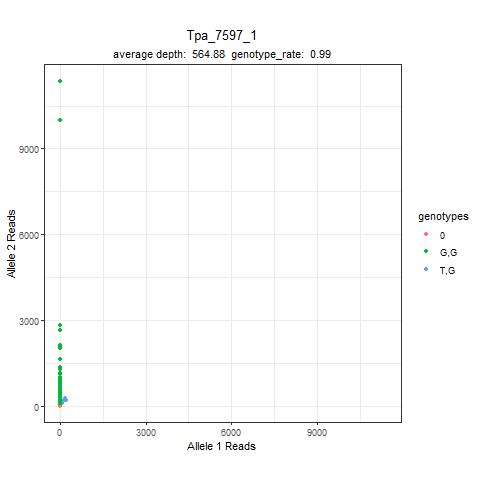 Tpa_7597_1
average depth: 564.88 genotype_rate: 0.99
9000
6000
3000
0
Allele 2 Reads
0
3000
6000
9000
Allele 1 Reads
genotypes
0
G,G
T,G